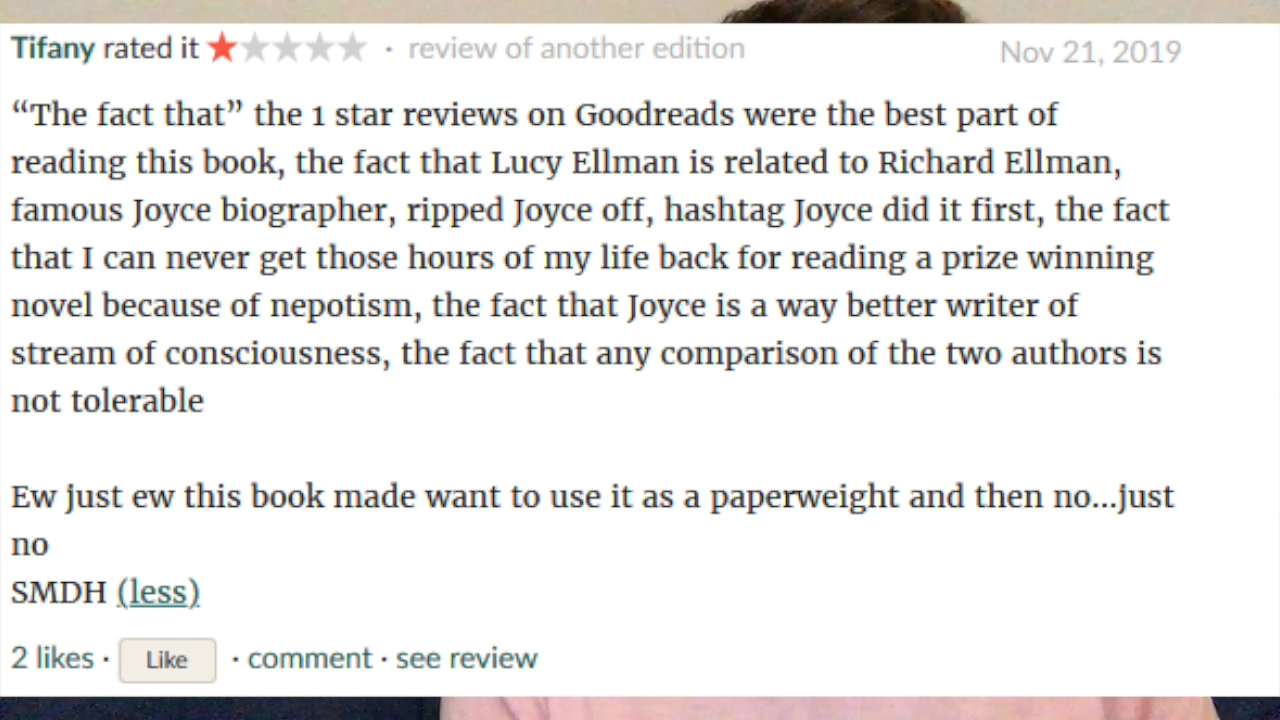 Tifany rated it · review of another edition Nov 21, 2019
“The fact that” the 1 star reviews on Goodreads were the best part of
reading this book, the fact that Lucy Ellman is related to Richard Ellman,
famous Joyce biographer, ripped Joyce off, hashtag Joyce did it first, the fact
that I can never get those hours of my life back for reading a prize winning
novel because of nepotism, the fact that Joyce is a way better writer of
stream of consciousness, the fact that any comparison of the two authors is
not tolerable
Ew just ew this book made want to use it as a paperweight and then no...just
no
SMDH (less)
2 likes · Like · comment · see review